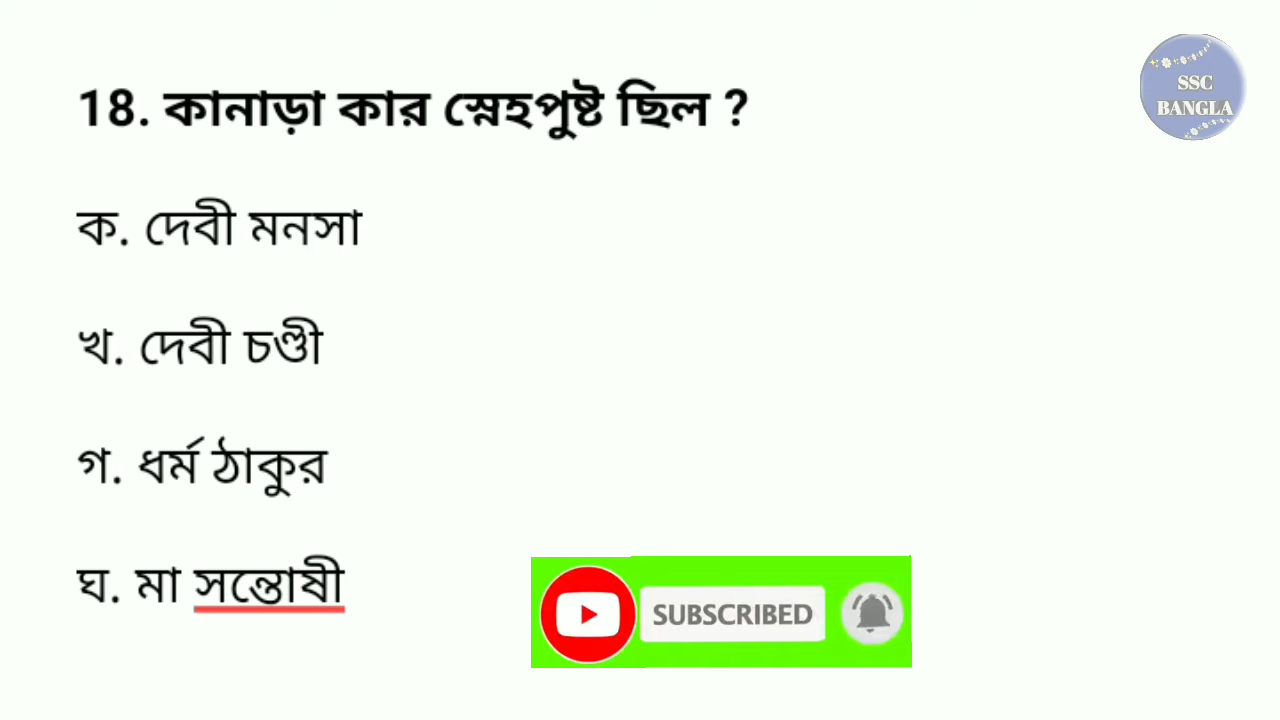 SSC
BANGLA
18. কানাড়া কার স্নেহপুষ্ট ছিল ?
ক. দেবী মনসা
খ. দেবী চণ্ডী
গ. ধর্ম ঠাকুর
ঘ. মা সন্তোষী
SUBSCRIBED